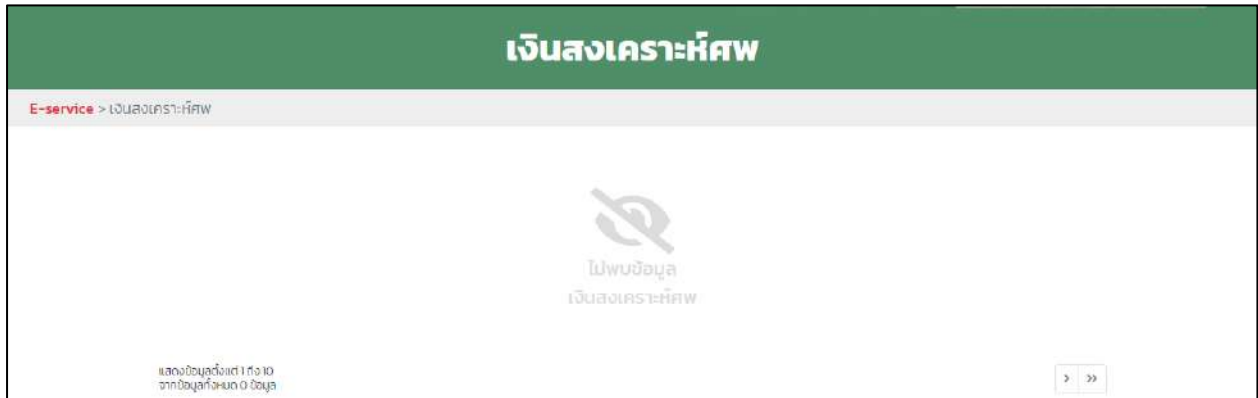 เงินสงเคราะห์ศพ
E-service > เงินสงเคราะห์ศพ
ไม่พบข้อมูล
เงินสงเคราะห์ศพ
แสดงข้อมูลตั้งแต่ 1 ถึง 10
จากข้อมูลทั้งหมด 0 ข้อมูล
› »